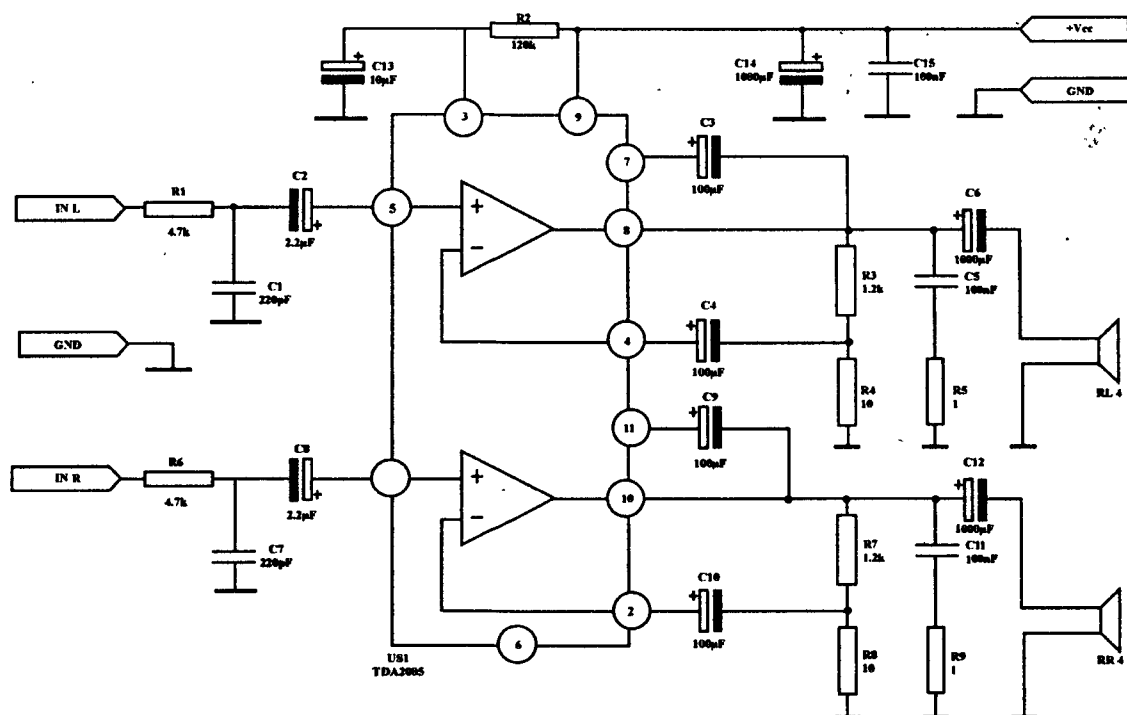 R2
120k
+Vcc
C13
10µF
C14
1000µF
C15
100nF
GND
3
9
C3
100µF
7
IN L
R1
4.7k
C2
2.2µF
+
5
+
−
8
C6
1000µF
C1
220pF
R3
1.2k
C5
100nF
GND
4
C4
100µF
R4
10
R5
1
RL 4
11
C9
100µF
IN R
R6
4.7k
C8
2.2µF
+
+
−
10
C12
1000µF
C7
220pF
R7
1.2k
C11
100nF
2
C10
100µF
6
US1
TDA2005
R8
10
R9
1
RR 4